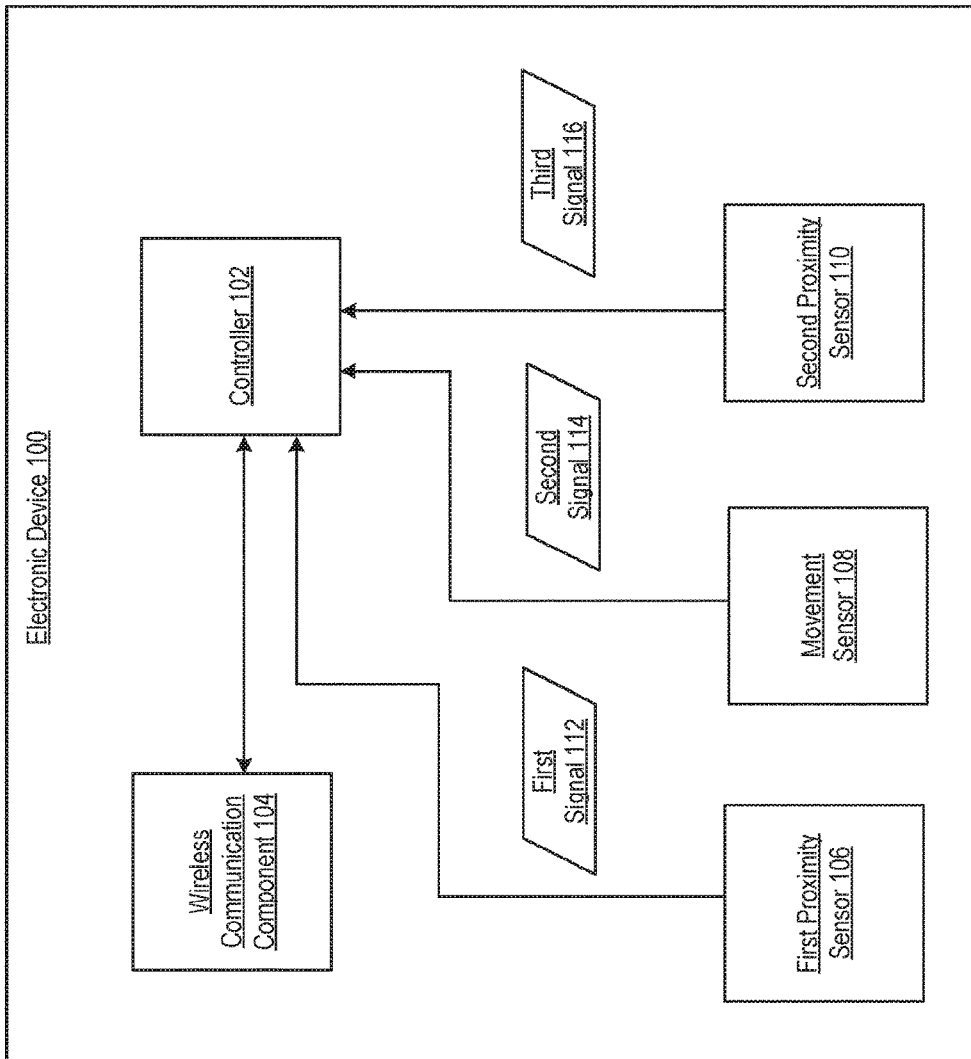 Electronic Device 100
Wireless
Communication
Component 104
Controller 102
First
Signal 112
Second
Signal 114
Third
Signal 116
First Proximity
Sensor 106
Movement
Sensor 108
Second Proximity
Sensor 110